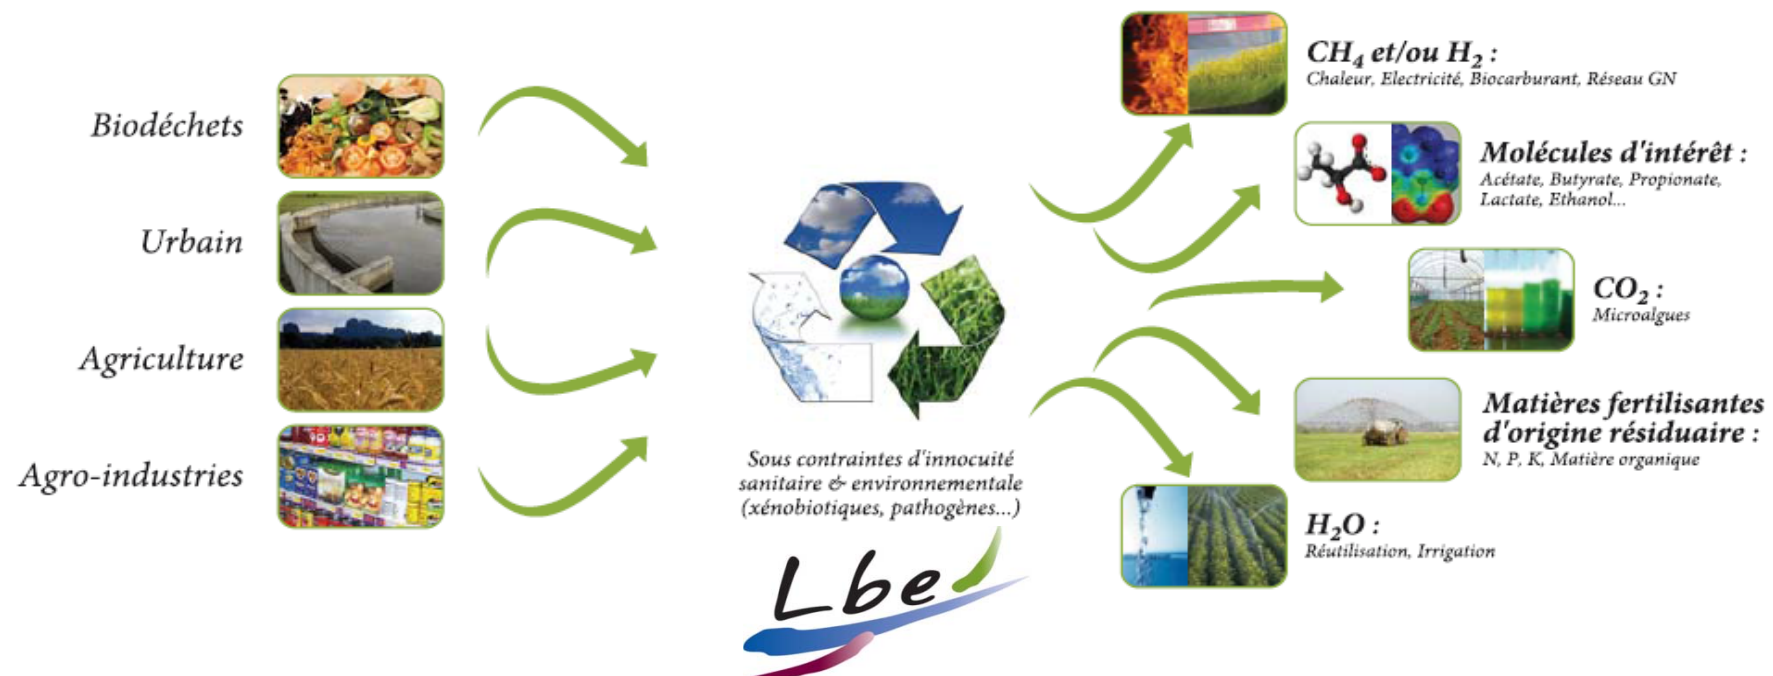 Biodéchets
Urbain
Agriculture
Agro-industries
Sous contraintes d'innocuité
sanitaire & environnementale
(xénobiotiques, pathogènes...)
Lbe
CH₄ et/ou H₂ :
Chaleur, Electricité, Biocarburant, Réseau GN
Molécules d'intérêt :
Acétate, Butyrate, Propionate,
Lactate, Ethanol...
CO₂ :
Microalgues
Matières fertilisantes
d'origine résiduaire :
N, P, K, Matière organique
H₂O :
Réutilisation, Irrigation